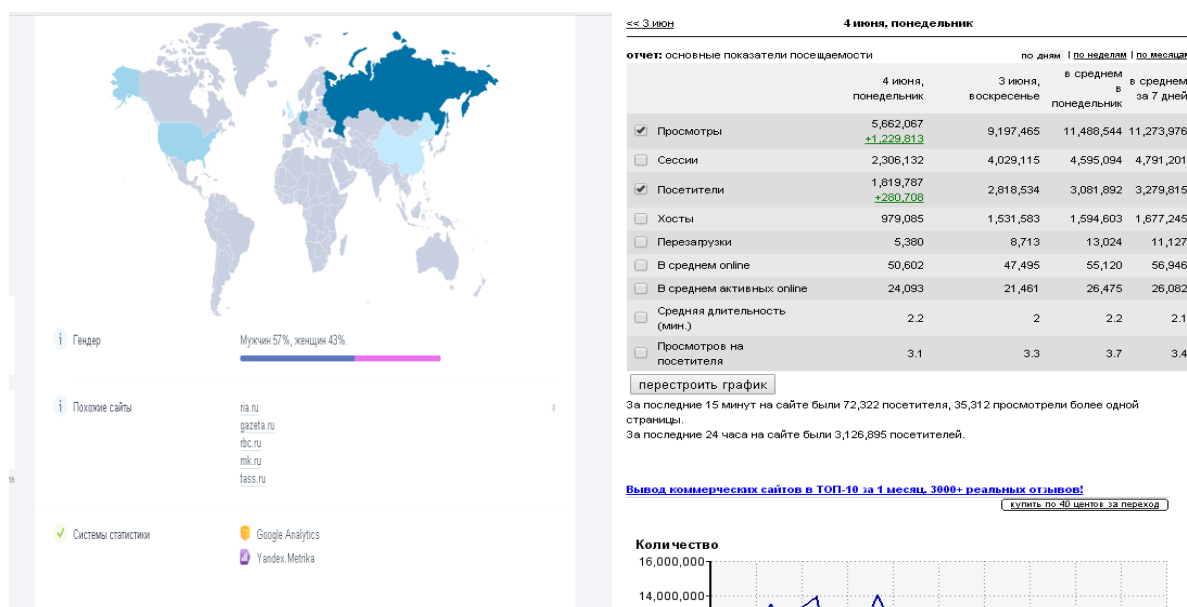 i Гендер
Мужчин 57%, женщин 43%.
i Похожие сайты
ria.ru
#
gazeta.ru
rbc.ru
mk.ru
tass.ru
Системы статистики
Google Analytics
Yandex.Metrika
<< 3 июн 4 июня, понедельник
отчет: основные показатели посещаемости по дням | по неделям | по месяцам
4 июня, понедельник
3 июня, воскресенье
в среднем в понедельник
в среднем за 7 дней
Просмотры 5,662,067 9,197,465 11,488,544 11,273,976
+1,229,813
Сессии 2,306,132 4,029,115 4,595,094 4,791,201
Посетители 1,819,787 2,818,534 3,081,892 3,279,815
+280,708
Хосты 979,085 1,531,583 1,594,603 1,677,245
Перезагрузки 5,380 8,713 13,024 11,127
В среднем online 50,602 47,495 55,120 56,946
В среднем активных online 24,093 21,461 26,475 26,082
Средняя длительность
(мин.) 2.2 2 2.2 2.1
Просмотров на
посетителя 3.1 3.3 3.7 3.4
перестроить график
За последние 15 минут на сайте были 72,322 посетителя, 35,312 просмотрели более одной
страницы.
За последние 24 часа на сайте были 3,126,895 посетителей.
Вывод коммерческих сайтов в ТОП-10 за 1 месяц. 3000+ реальных отзывов!
купить по 40 центов за переход
Количество
16,000,000
14,000,000